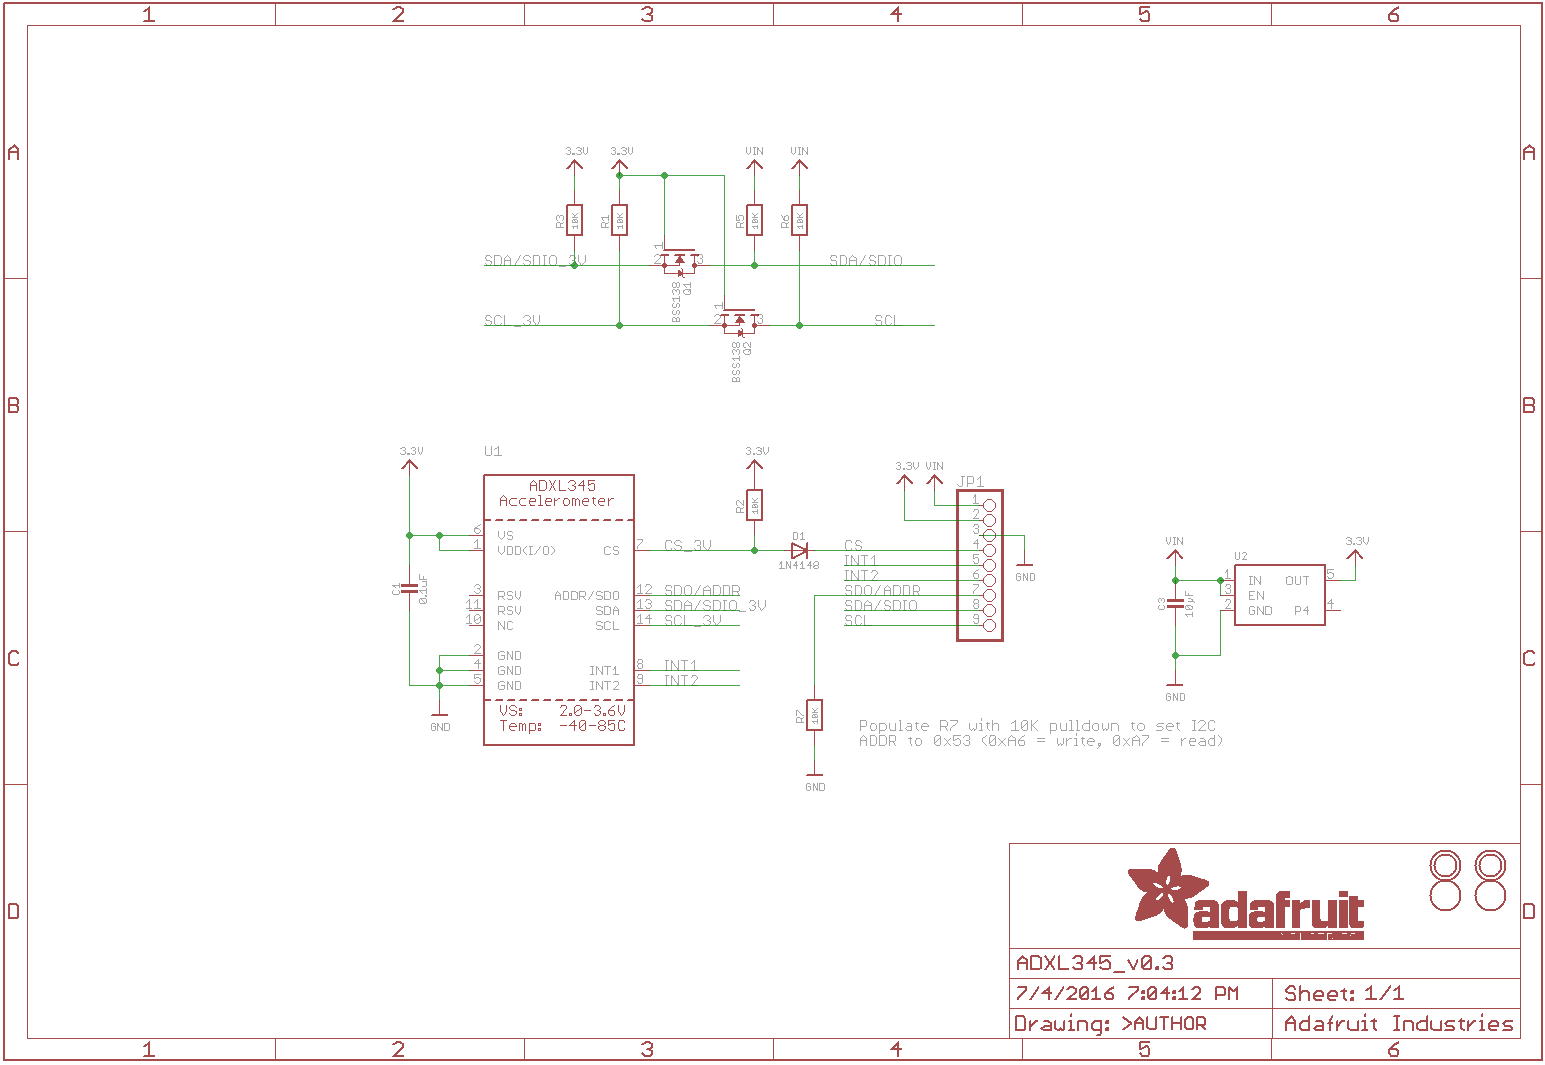 1 2 3 4 5 6
A A
3.3V 3.3V VIN VIN
R3 10K R1 10K R5 10K R6 10K
1
SDA/SDIO_3V 2 3 SDA/SDIO
BSS138 Q1
1
SCL_3V 2 3 SCL
BSS138 Q2
B B
3.3V U1 3.3V
3.3V VIN
JP1
ADXL345
Accelerometer
R2 10K
1
2
3
6 VS
1 VDD(I/O) CS 7 CS_3V
D1
1N4148
CS 4
INT1 5
INT2 6
SDO/ADDR 7
SDA/SDIO 8
SCL 9
GND
C1 0.1uF
3 RSV ADDR/SDO 12 SDO/ADDR
11 RSV SDA 13 SDA/SDIO_3V
10 NC SCL 14 SCL_3V
2 GND
4 GND INT1 8 INT1
5 GND INT2 9 INT2
VS: 2.0-3.6V
Temp: -40-85C
GND
R7 10K
GND
VIN U2 3.3V
1 IN OUT 5
3 EN
2 GND P4 4
C3 10µF
GND
C C
Populate R7 with 10K pulldown to set I2C
ADDR to 0x53 (0xA6 = write, 0xA7 = read)
D D
adafruit
ADXL345_v0.3
7/4/2016 7:04:12 PM Sheet: 1/1
Drawing: >AUTHOR Adafruit Industries
1 2 3 4 5 6